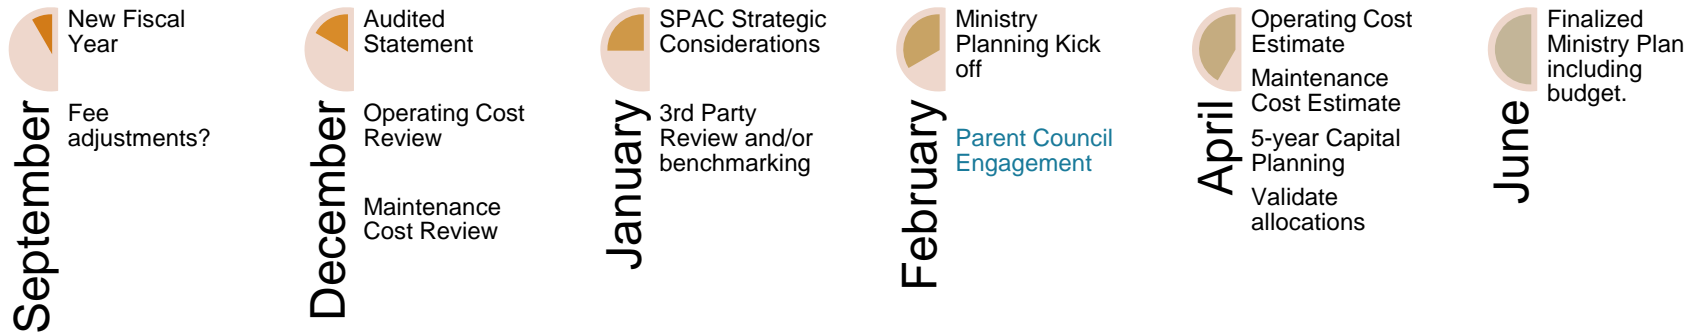 September
New Fiscal
Year
Fee
adjustments?
December
Audited
Statement
Operating Cost
Review
Maintenance
Cost Review
January
SPAC Strategic
Considerations
3rd Party
Review and/or
benchmarking
February
Ministry
Planning Kick
off
Parent Council
Engagement
April
Operating Cost
Estimate
Maintenance
Cost Estimate
5-year Capital
Planning
Validate
allocations
June
Finalized
Ministry Plan
including
budget.